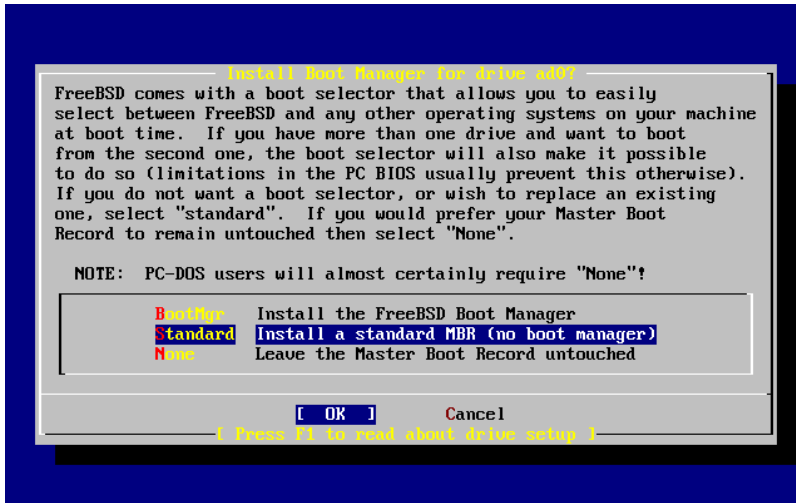 Install Boot Manager for drive ad0?
FreeBSD comes with a boot selector that allows you to easily
select between FreeBSD and any other operating systems on your machine
at boot time.  If you have more than one drive and want to boot
from the second one, the boot selector will also make it possible
to do so (limitations in the PC BIOS usually prevent this otherwise).
If you do not want a boot selector, or wish to replace an existing
one, select "standard".  If you would prefer your Master Boot
Record to remain untouched then select "None".
NOTE:  PC-DOS users will almost certainly require "None"!
BootMgr   Install the FreeBSD Boot Manager
Standard  Install a standard MBR (no boot manager)
None      Leave the Master Boot Record untouched
[  OK  ]       Cancel
[ Press F1 to read about drive setup ]